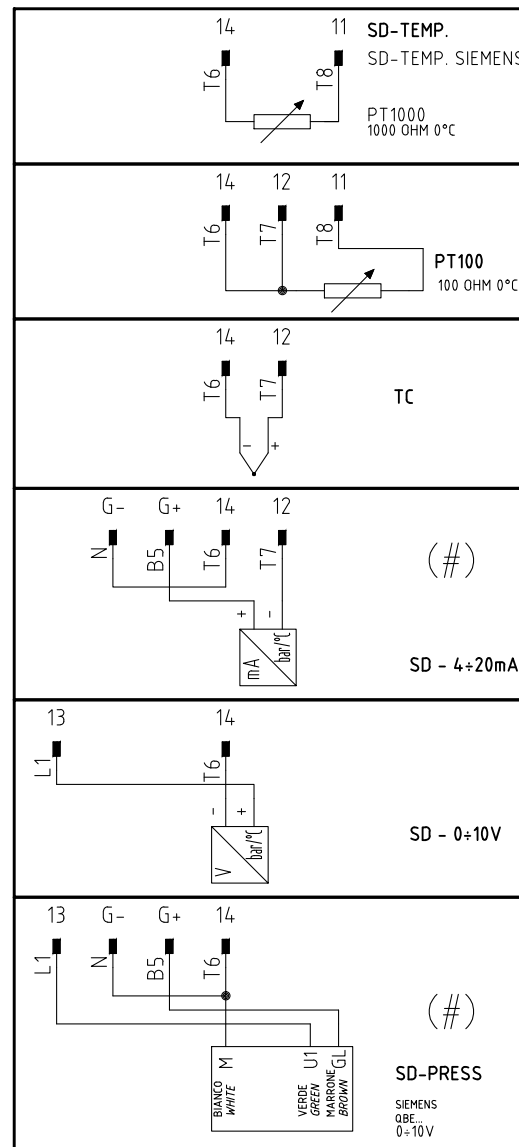 14 11 SD-TEMP.
SD-TEMP. SIEMENS
T6 T8
PT1000
1000 OHM 0°C
14 12 11
T6 T7 T8
PT100
100 OHM 0°C
14 12
T6 T7
TC
- +
G- G+ 14 12
N B5 T6 T7
(#)
+ -
mA bar/°C
SD - 4÷20mA
13 14
L1 T6
- +
V bar/°C
SD - 0÷10V
13 G- G+ 14
L1 N B5 T6
(#)
M U1 GL
BIANCO VERDE MARRONE
WHITE GREEN BROWN
SD-PRESS
SIEMENS
QBE...
0÷10V